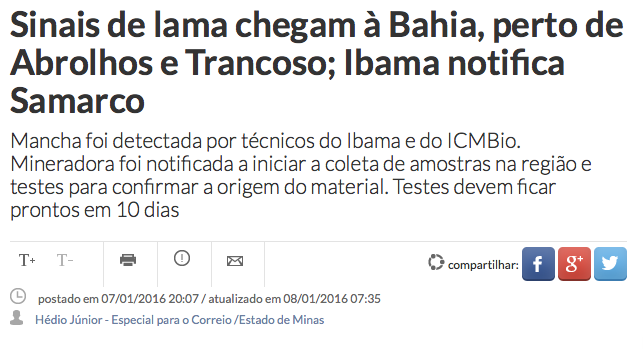 Sinais de lama chegam à Bahia, perto de
Abrolhos e Trancoso; Ibama notifica
Samarco
Mancha foi detectada por técnicos do Ibama e do ICMBio.
Mineradora foi notificada a iniciar a coleta de amostras na região e
testes para confirmar a origem do material. Testes devem ficar
prontos em 10 dias
T+ T- compartilhar: f g+
postado em 07/01/2016 20:07 / atualizado em 08/01/2016 07:35
Hédio Júnior - Especial para o Correio /Estado de Minas